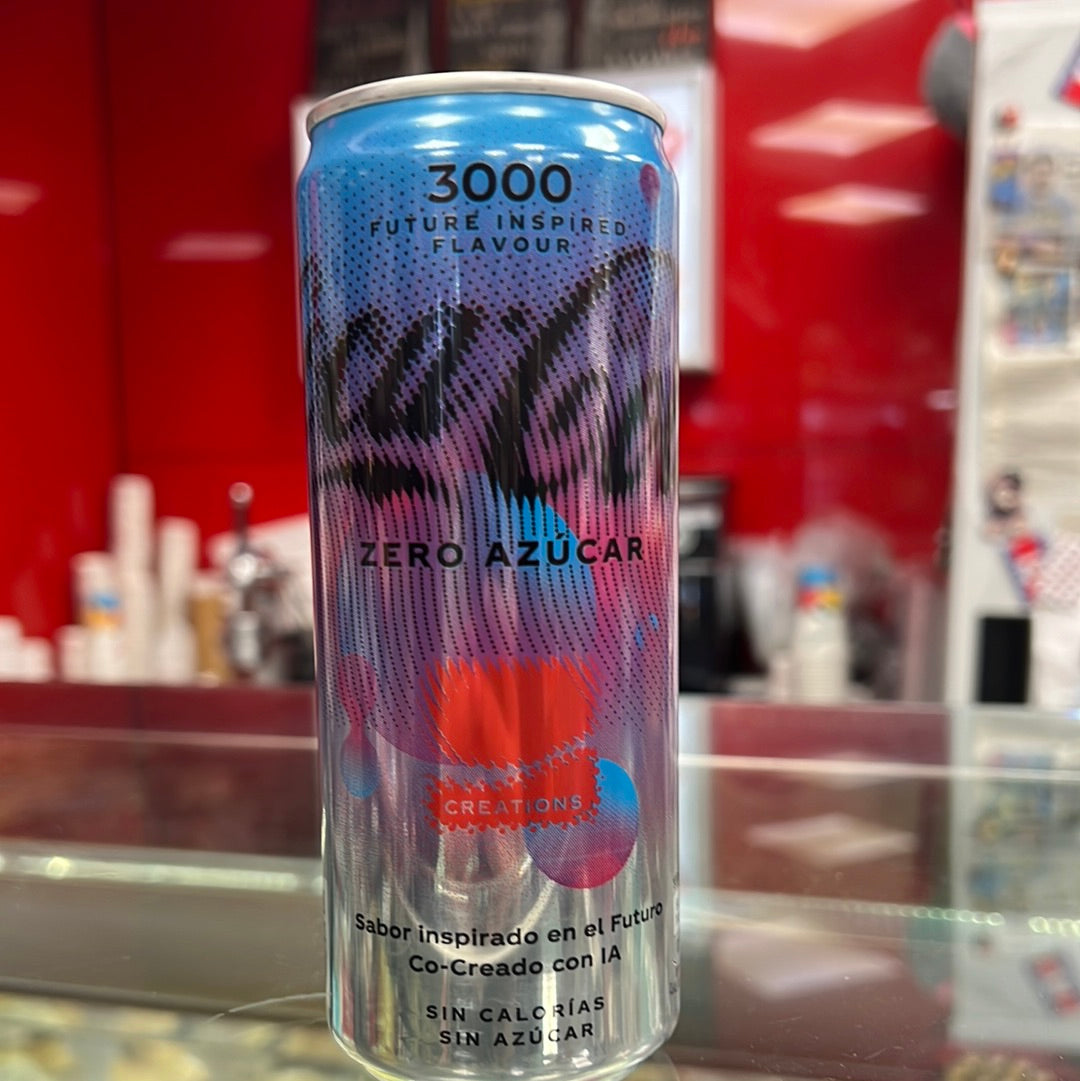 3000
FUTURE INSPIRED
FLAVOUR
ZERO AZÚCAR
CREATIONS
Sabor inspirado en el Futuro
Co-Creado con IA
SIN CALORÍAS
SIN AZÚCAR